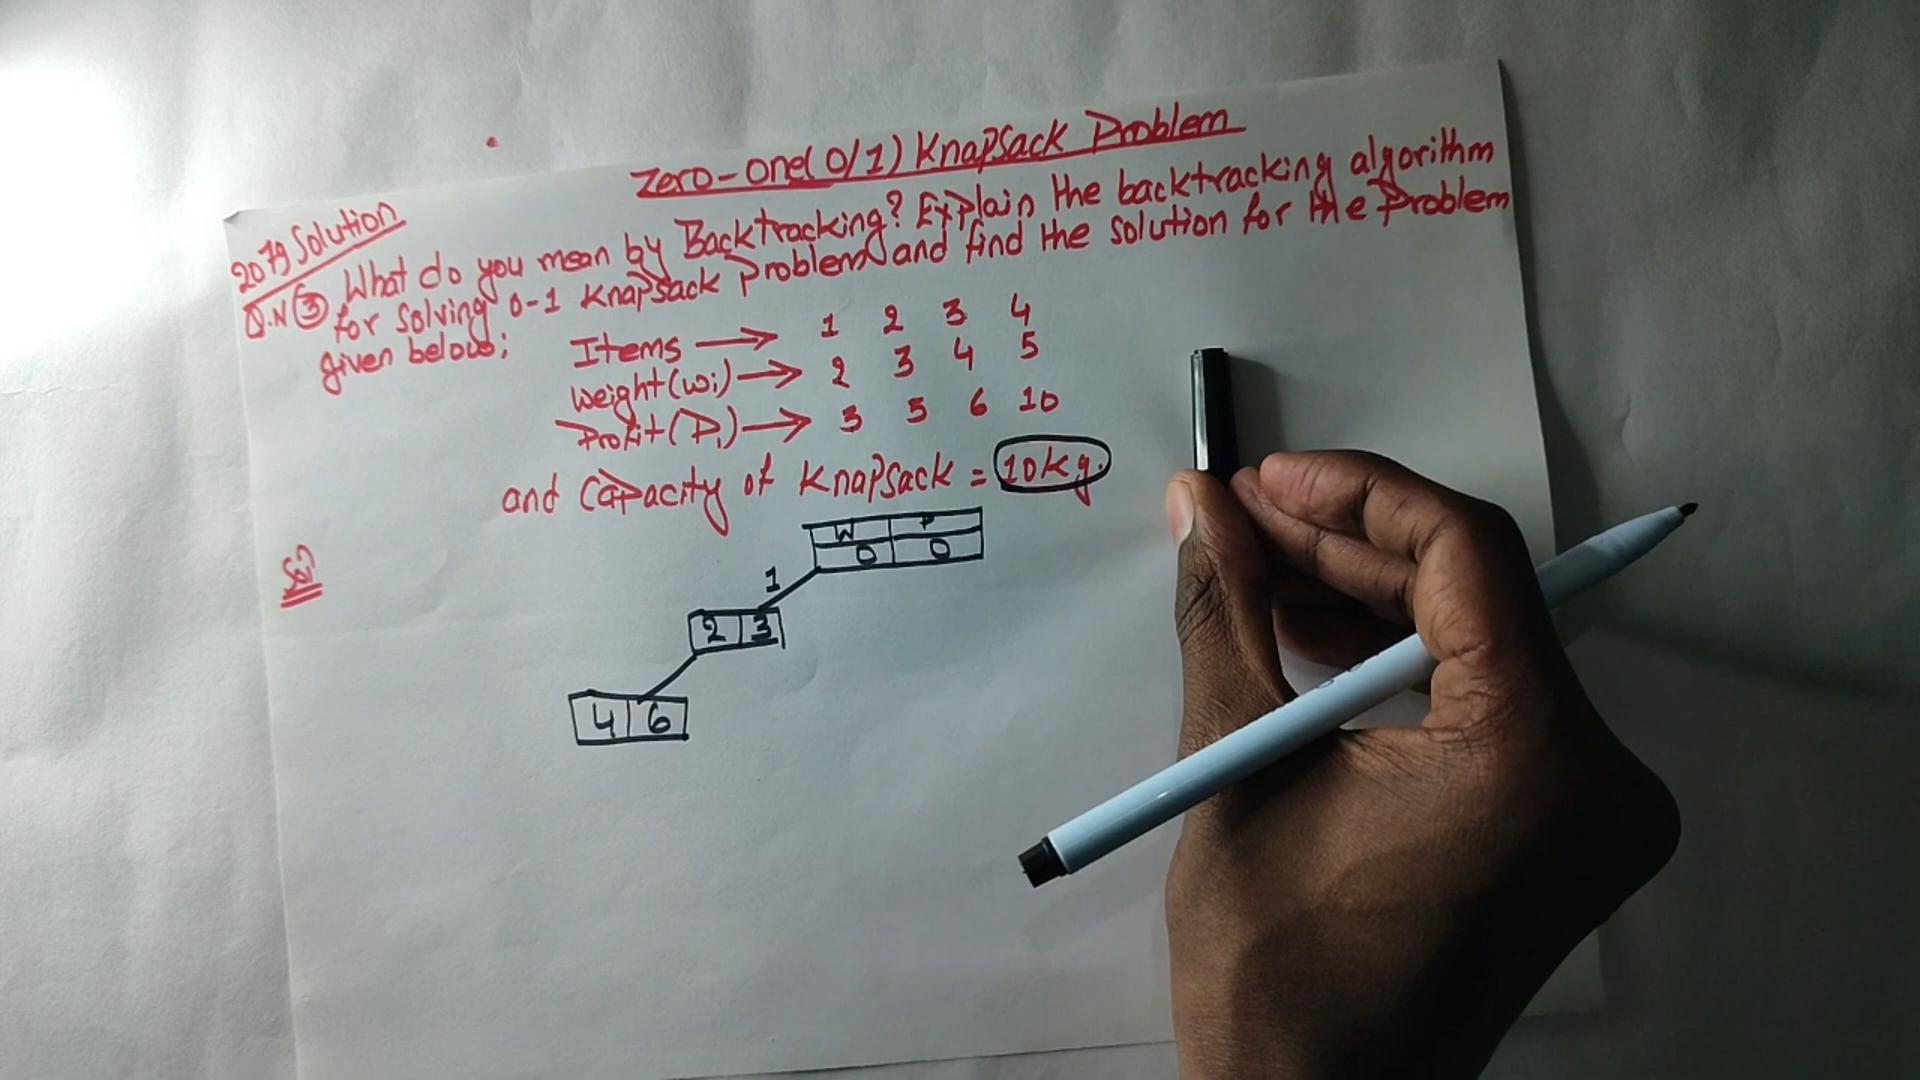 Zero-one(0/1) Knapsack Problem
2079 Solution
Q.N 3 What do you mean by Backtracking? Explain the backtracking algorithm
for solving 0-1 Knapsack Problem and find the solution for the Problem
given below;
Items → 1 2 3 4
Weight(wi) → 2 3 4 5
Profit(Pi) → 3 5 6 10
and Capacity of Knapsack = 10kg.
Sol
W P
0 0
1
2 3
4 6